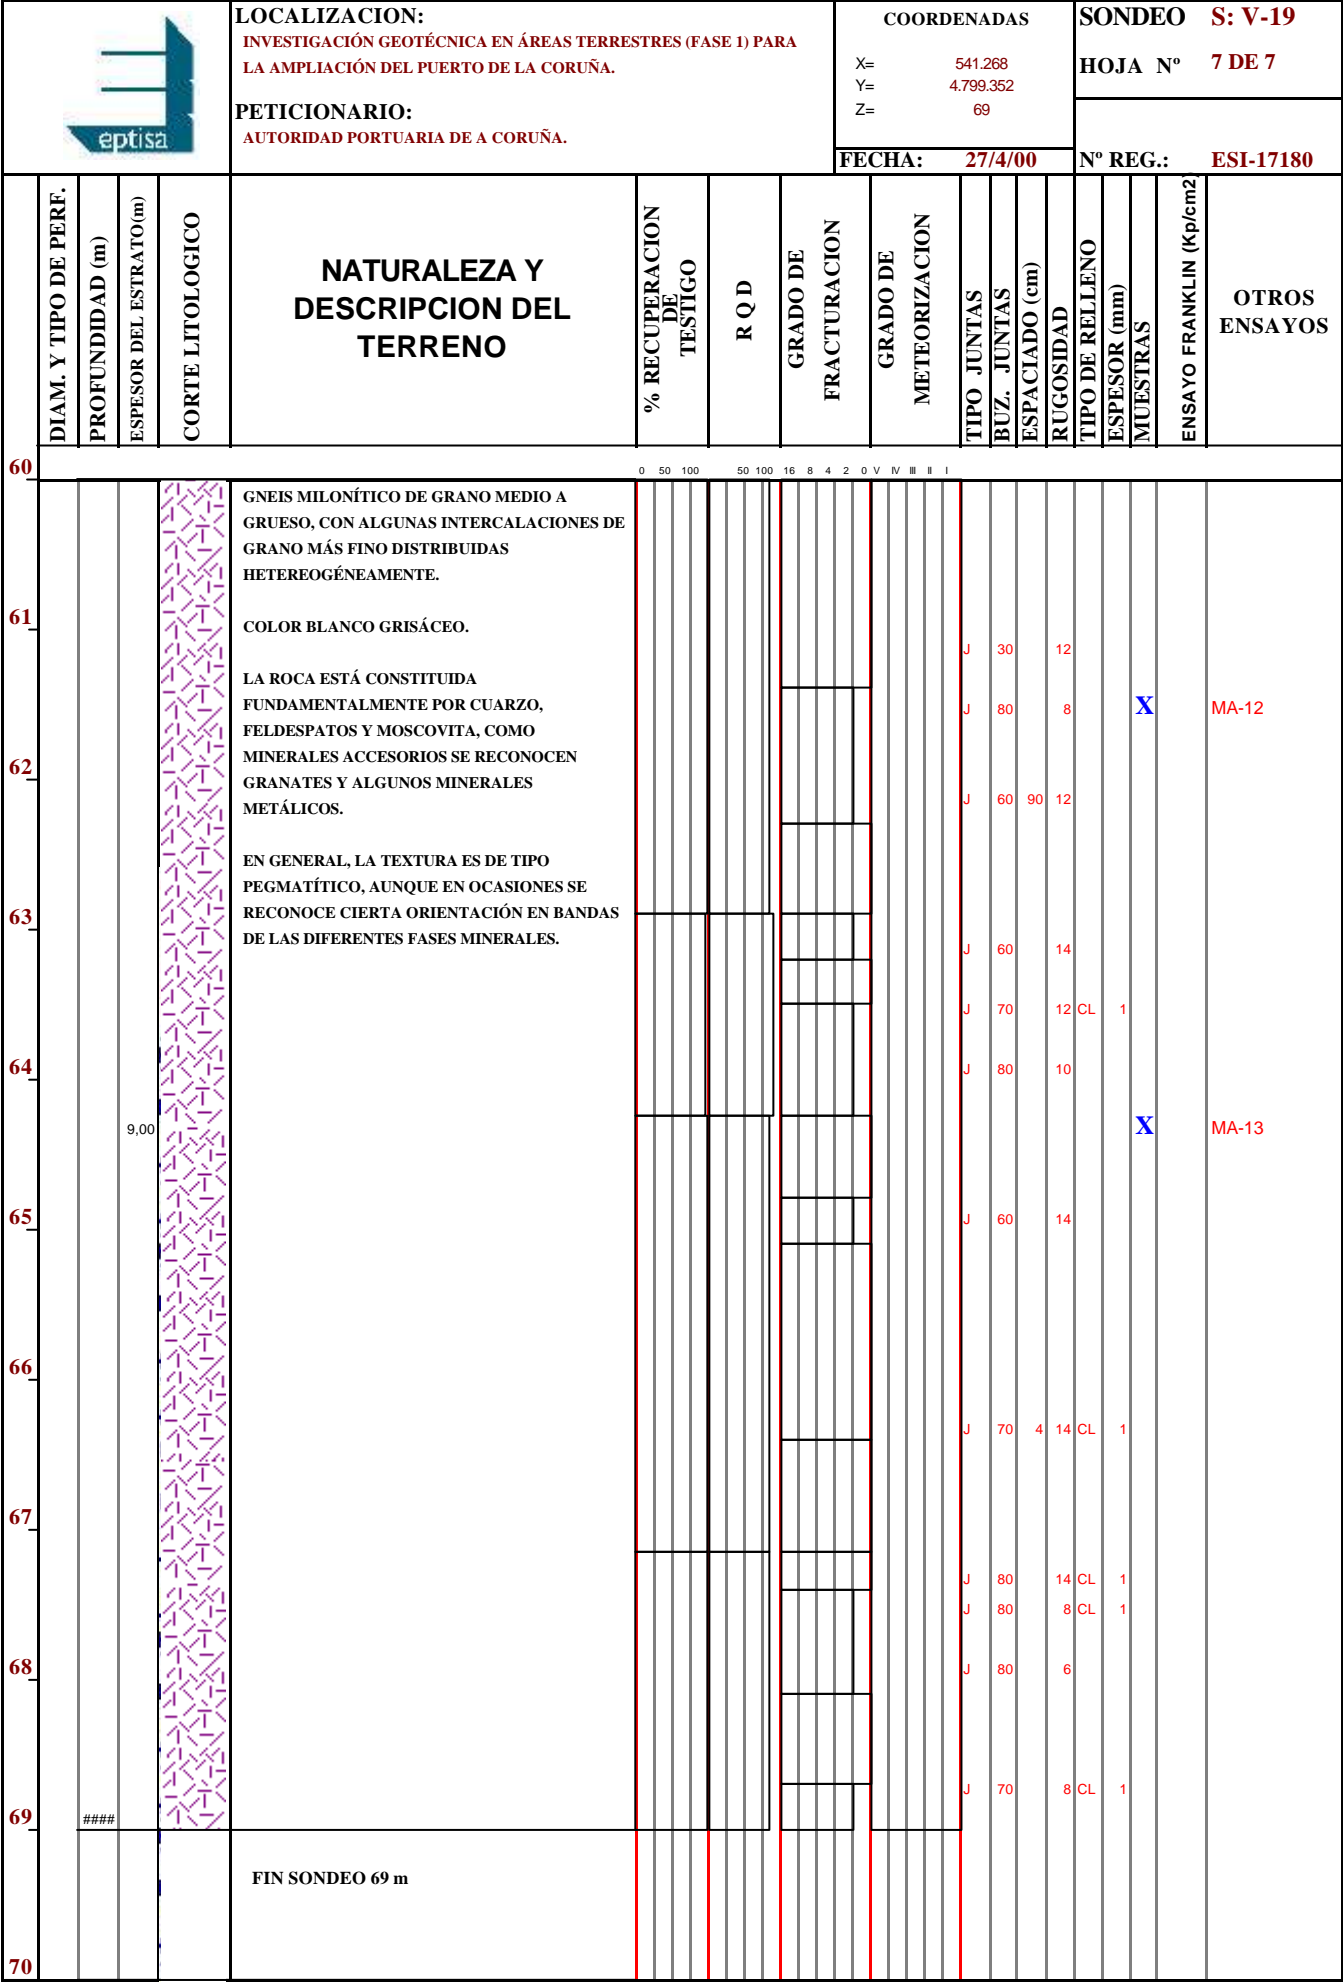 eptisa
LOCALIZACION:
INVESTIGACIÓN GEOTÉCNICA EN ÁREAS TERRESTRES (FASE 1) PARA
LA AMPLIACIÓN DEL PUERTO DE LA CORUÑA.
PETICIONARIO:
AUTORIDAD PORTUARIA DE A CORUÑA.
COORDENADAS
X= 541.268
Y= 4.799.352
Z= 69
FECHA: 27/4/00
SONDEO S: V-19
HOJA Nº 7 DE 7
Nº REG.: ESI-17180
DIAM. Y TIPO DE PERF.
PROFUNDIDAD (m)
ESPESOR DEL ESTRATO(m)
CORTE LITOLOGICO
NATURALEZA Y
DESCRIPCION DEL
TERRENO
% RECUPERACION
DE
TESTIGO
R Q D
GRADO DE
FRACTURACION
GRADO DE
METEORIZACION
TIPO JUNTAS
BUZ. JUNTAS
ESPACIADO (cm)
RUGOSIDAD
TIPO DE RELLENO
ESPESOR (mm)
MUESTRAS
ENSAYO FRANKLIN (Kp/cm2)
OTROS
ENSAYOS
60
0 50 100 50 100 16 8 4 2 0 V IV III II I
GNEIS MILONÍTICO DE GRANO MEDIO A
GRUESO, CON ALGUNAS INTERCALACIONES DE
GRANO MÁS FINO DISTRIBUIDAS
HETEREOGÉNEAMENTE.
61
COLOR BLANCO GRISÁCEO.
J 30 12
LA ROCA ESTÁ CONSTITUIDA
FUNDAMENTALMENTE POR CUARZO,
J 80 8 X MA-12
FELDESPATOS Y MOSCOVITA, COMO
MINERALES ACCESORIOS SE RECONOCEN
62
GRANATES Y ALGUNOS MINERALES
J 60 90 12
METÁLICOS.
EN GENERAL, LA TEXTURA ES DE TIPO
PEGMATÍTICO, AUNQUE EN OCASIONES SE
RECONOCE CIERTA ORIENTACIÓN EN BANDAS
63
DE LAS DIFERENTES FASES MINERALES.
J 60 14
J 70 12 CL 1
64
J 80 10
9,00 X MA-13
65
J 60 14
66
J 70 4 14 CL 1
67
J 80 14 CL 1
J 80 8 CL 1
68
J 80 6
J 70 8 CL 1
69 ####
FIN SONDEO 69 m
70